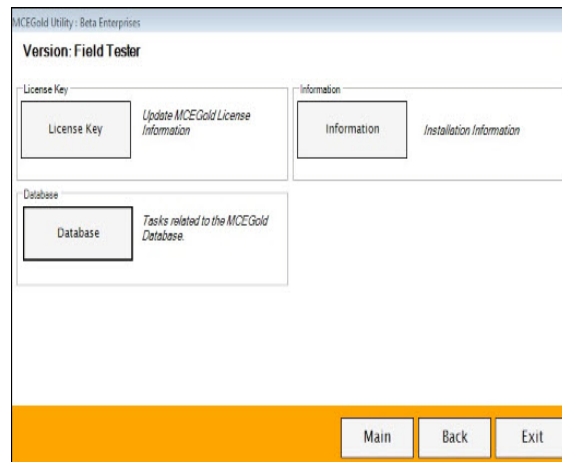 MCEGold Utility : Beta Enterprises
Version: Field Tester
License Key
License Key
Update MCEGold License
Information
Information
Information
Installation Information
Database
Database
Tasks related to the MCEGold
Database.
Main
Back
Exit